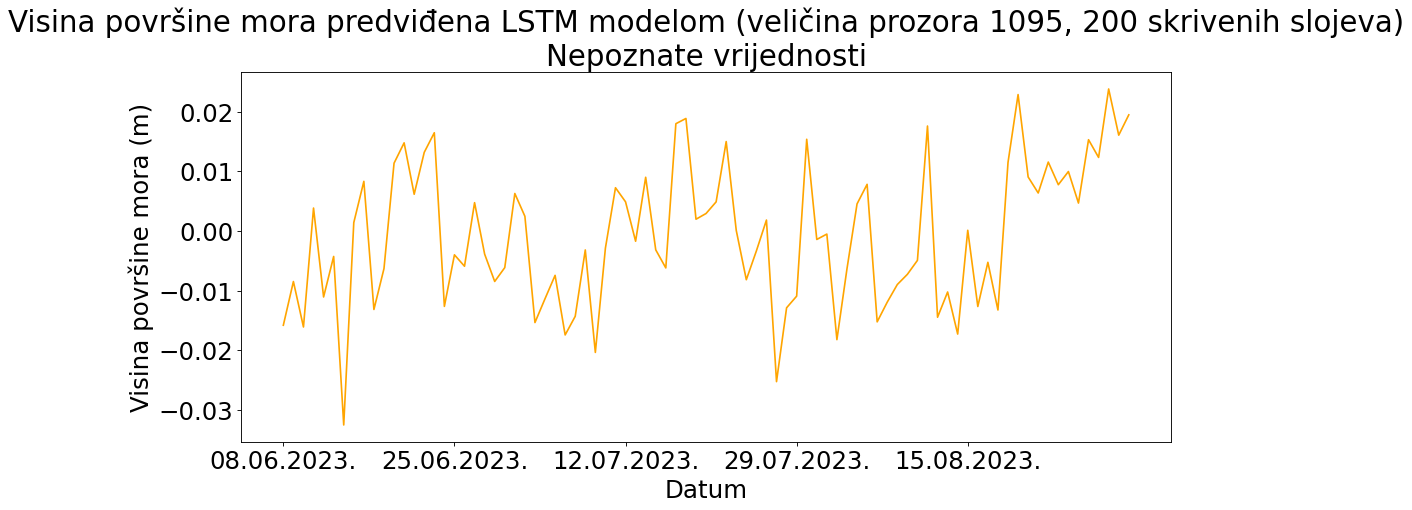 Visina površine mora predviđena LSTM modelom (veličina prozora 1095, 200 skrivenih slojeva)
Nepoznate vrijednosti
Visina površine mora (m)
0.02
0.01
0.00
−0.01
−0.02
−0.03
08.06.2023. 25.06.2023. 12.07.2023. 29.07.2023. 15.08.2023.
Datum